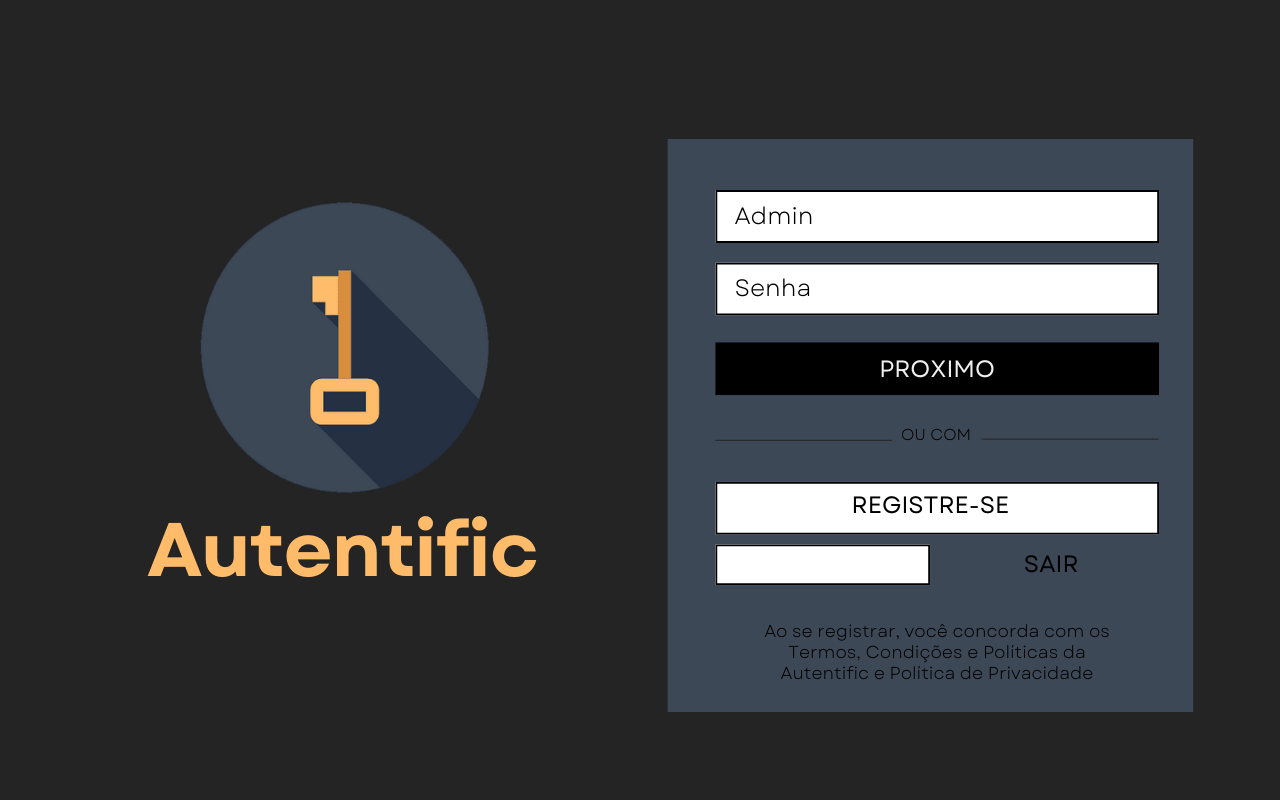 Autentific
Admin
Senha
PROXIMO
OU COM
REGISTRE-SE
SAIR
Ao se registrar, você concorda com os
Termos, Condições e Políticas da
Autentific e Política de Privacidade